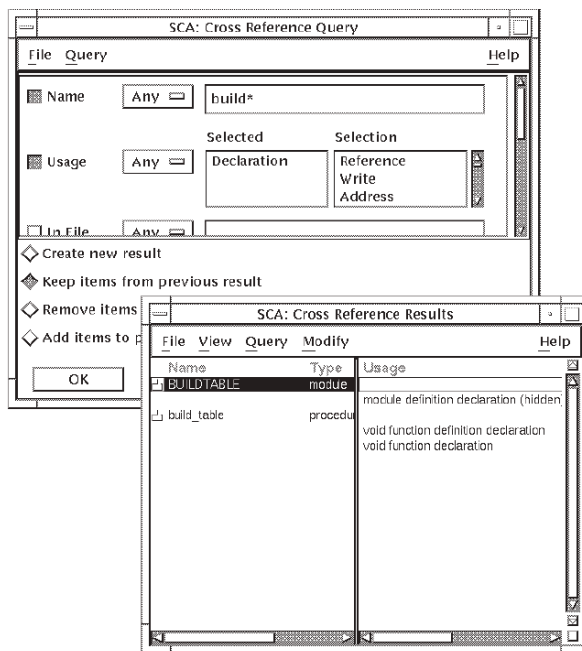 SCA: Cross Reference Query
File Query Help
Name Any build*
Selected Selection
Usage Any Declaration Reference
Write
Address
In File Any
Create new result
Keep items from previous result
Remove items
Add items to
OK
SCA: Cross Reference Results
File View Query Modify Help
Name Type Usage
BUILDTABLE module
module definition declaration (hidden)
build_table procedu
void function definition declaration
void function declaration